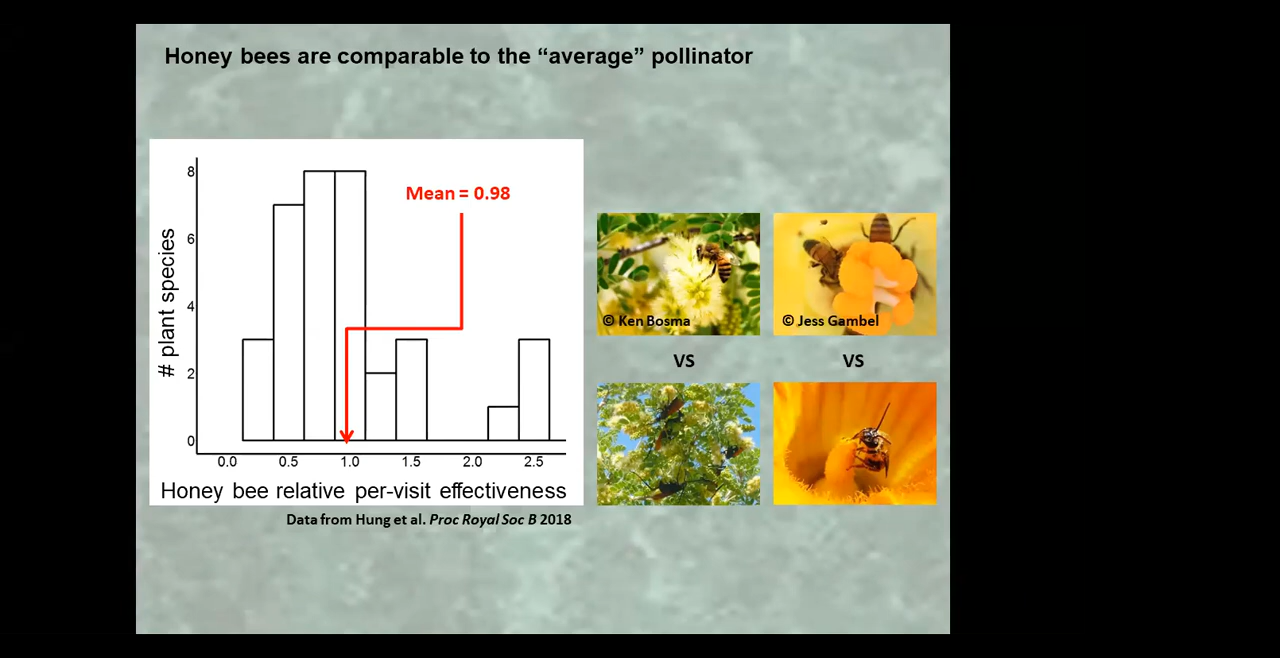 Honey bees are comparable to the “average” pollinator
8
6
4
2
0
# plant species
Mean = 0.98
0.0 0.5 1.0 1.5 2.0 2.5
Honey bee relative per-visit effectiveness
Data from Hung et al. Proc Royal Soc B 2018
© Ken Bosma
© Jess Gambel
VS
VS